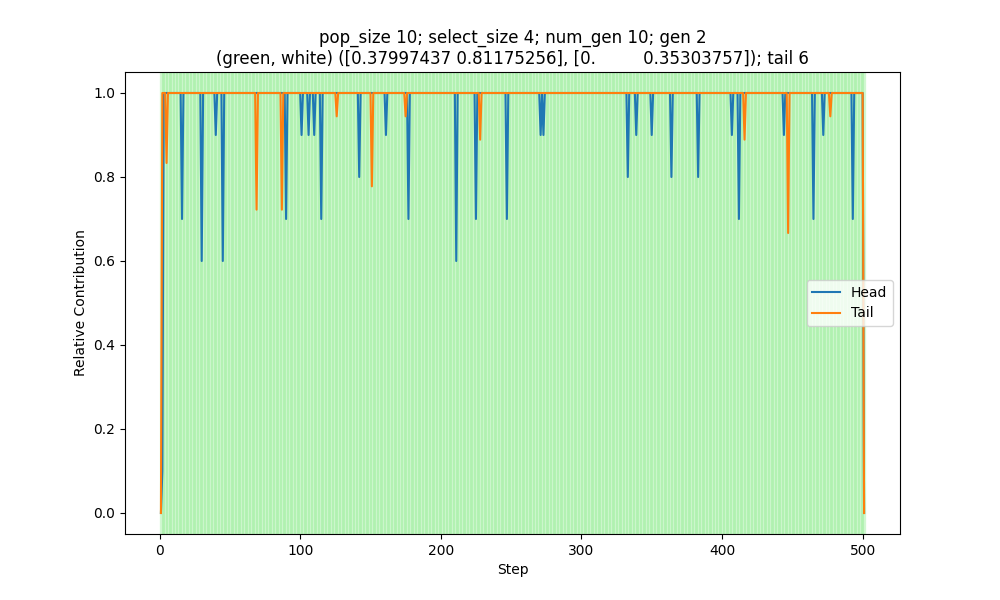 pop_size 10; select_size 4; num_gen 10; gen 2
(green, white) ([0.37997437 0.81175256], [0.         0.35303757]); tail 6
1.0
0.8
0.6
0.4
0.2
0.0
Relative Contribution
Head
Tail
0 100 200 300 400 500
Step